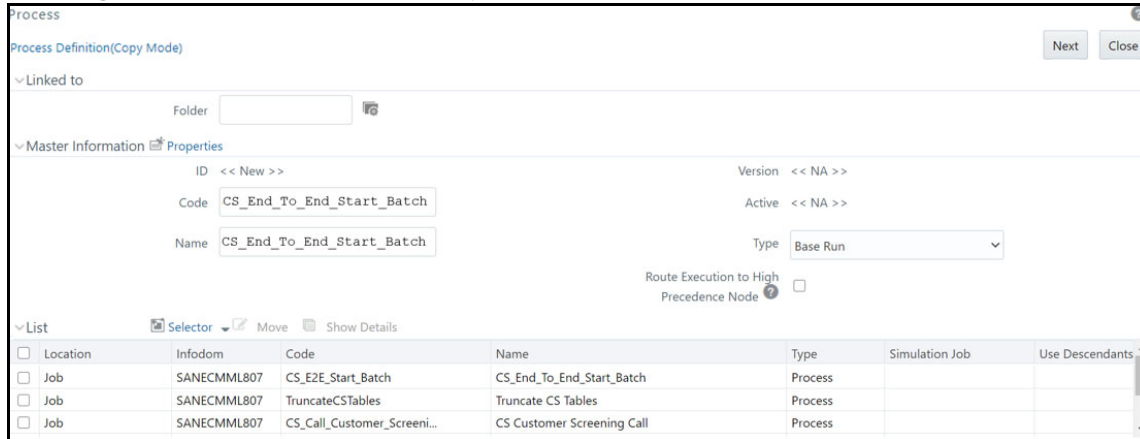 Process
Process Definition(Copy Mode)
Next Close
Linked to
Folder
Master Information Properties
ID << New >> Version << NA >>
Code CS_End_To_End_Start_Batch Active << NA >>
Name CS_End_To_End_Start_Batch Type Base Run
Route Execution to High
Precedence Node ?
List Selector Move Show Details
Location Infodom Code Name Type Simulation Job Use Descendants
Job SANECMML807 CS_E2E_Start_Batch CS_End_To_End_Start_Batch Process
Job SANECMML807 TruncateCSTables Truncate CS Tables Process
Job SANECMML807 CS_Call_Customer_Screeni... CS Customer Screening Call Process